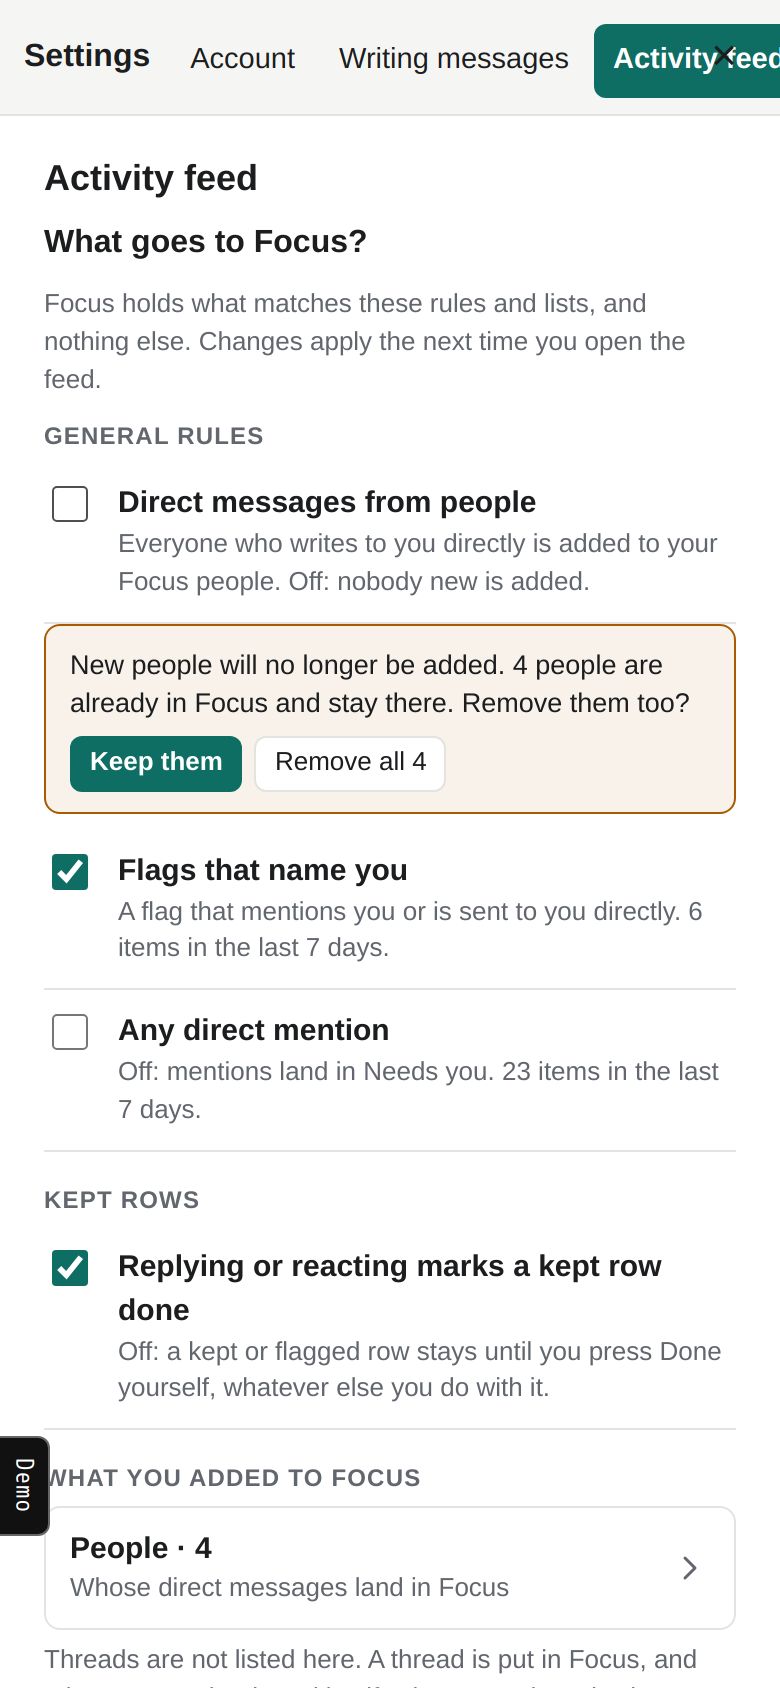 Settings
Account
Writing messages
Activity feed
Activity feed
What goes to Focus?
Focus holds what matches these rules and lists, and
nothing else. Changes apply the next time you open the
feed.
GENERAL RULES
Direct messages from people
Everyone who writes to you directly is added to your
Focus people. Off: nobody new is added.
New people will no longer be added. 4 people are
already in Focus and stay there. Remove them too?
Keep them
Remove all 4
Flags that name you
A flag that mentions you or is sent to you directly. 6
items in the last 7 days.
Any direct mention
Off: mentions land in Needs you. 23 items in the last
7 days.
KEPT ROWS
Replying or reacting marks a kept row
done
Off: a kept or flagged row stays until you press Done
yourself, whatever else you do with it.
Demo
WHAT YOU ADDED TO FOCUS
People · 4
Whose direct messages land in Focus
Threads are not listed here. A thread is put in Focus, and